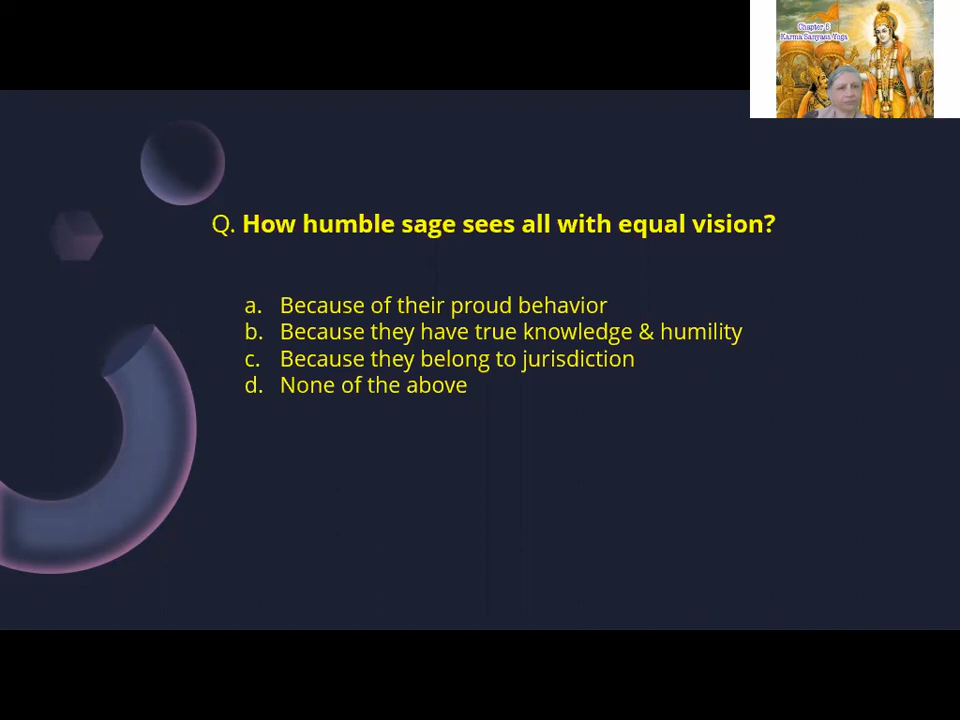 Chapter 5
Karma Sanyasa Yoga
Q. How humble sage sees all with equal vision?
a. Because of their proud behavior
b. Because they have true knowledge & humility
c. Because they belong to jurisdiction
d. None of the above